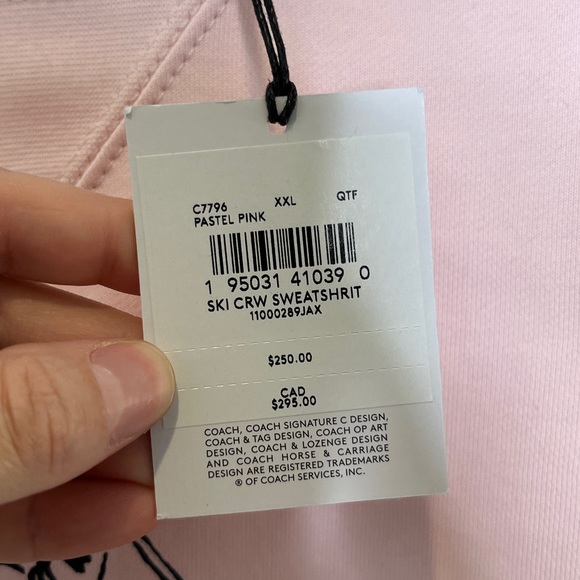 C7796 XXL QTF
PASTEL PINK
1 95031 41039 0
SKI CRW SWEATSHRIT
11000289JAX
$250.00
CAD
$295.00
COACH, COACH SIGNATURE C DESIGN,
COACH & TAG DESIGN, COACH OP ART
DESIGN, COACH & LOZENGE DESIGN
AND COACH HORSE & CARRIAGE
DESIGN ARE REGISTERED TRADEMARKS
® OF COACH SERVICES, INC.